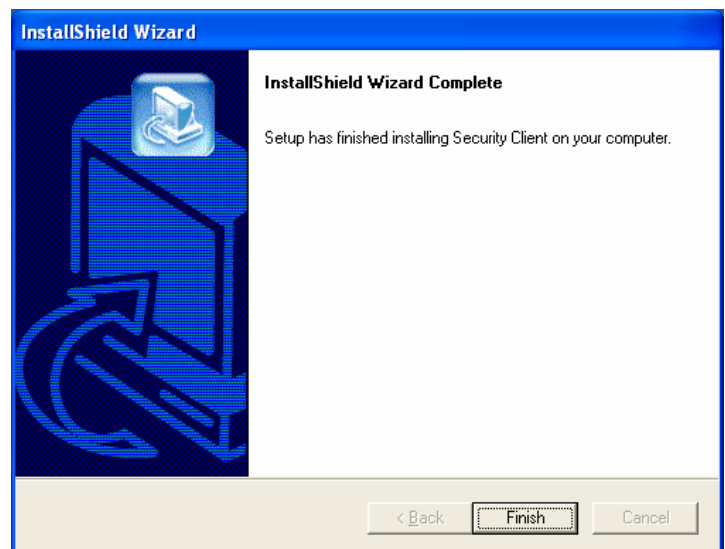 InstallShield Wizard
InstallShield Wizard Complete
Setup has finished installing Security Client on your computer.
< Back Finish Cancel